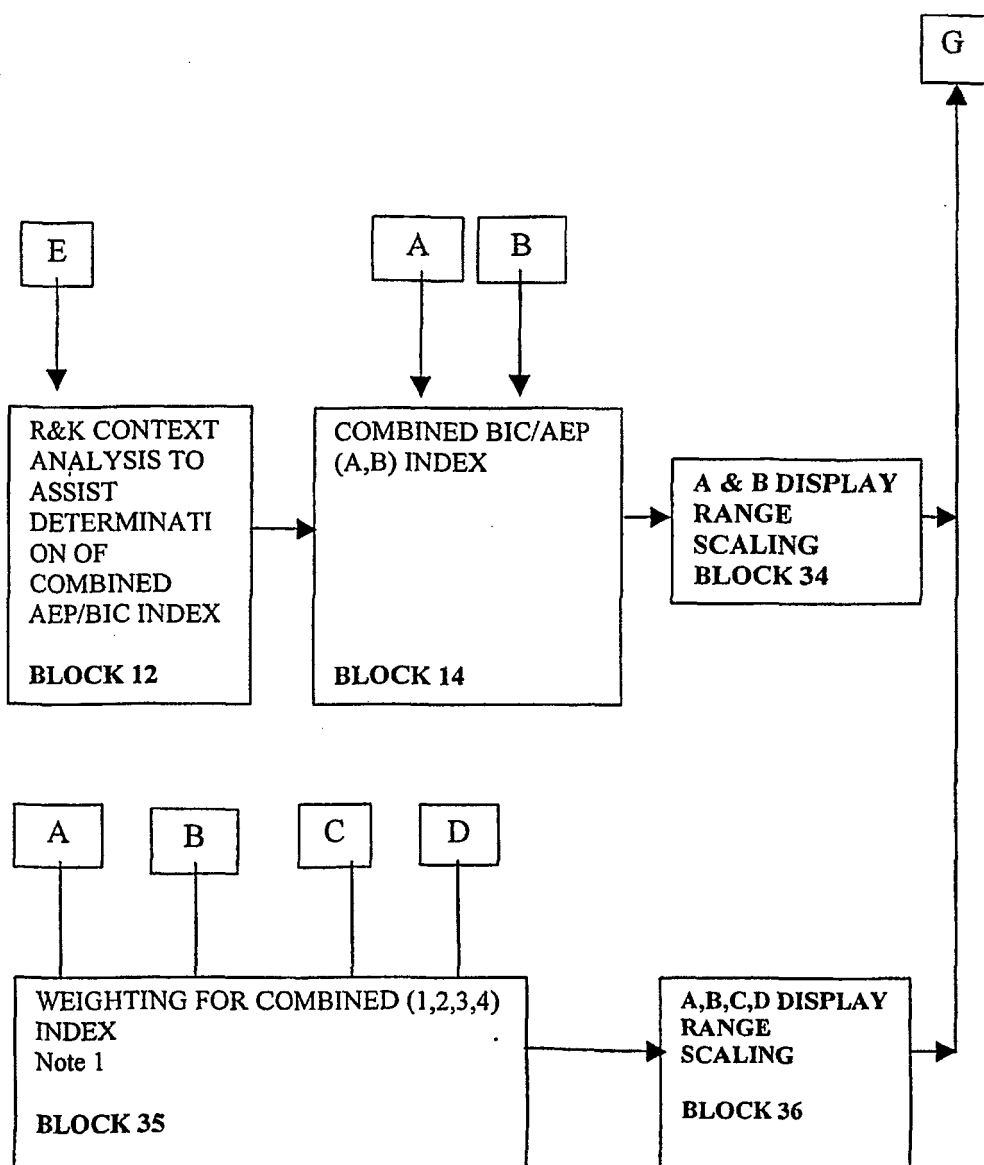 G
E
A
B
R&K CONTEXT
ANALYSIS TO
ASSIST
DETERMINATI
ON OF
COMBINED
AEP/BIC INDEX
BLOCK 12
COMBINED BIC/AEP
(A,B) INDEX
BLOCK 14
A & B DISPLAY
RANGE
SCALING
BLOCK 34
A
B
C
D
WEIGHTING FOR COMBINED (1,2,3,4)
INDEX
Note 1
BLOCK 35
A,B,C,D DISPLAY
RANGE
SCALING
BLOCK 36